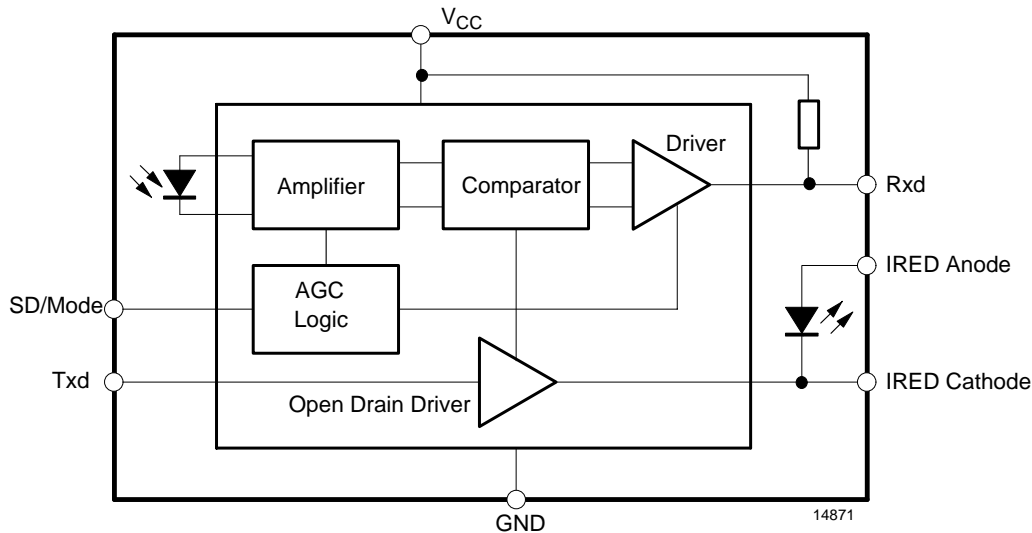 VCC
Driver
Amplifier
Comparator
Rxd
IRED Anode
SD/Mode
AGC
Logic
Txd
Open Drain Driver
IRED Cathode
GND
14871